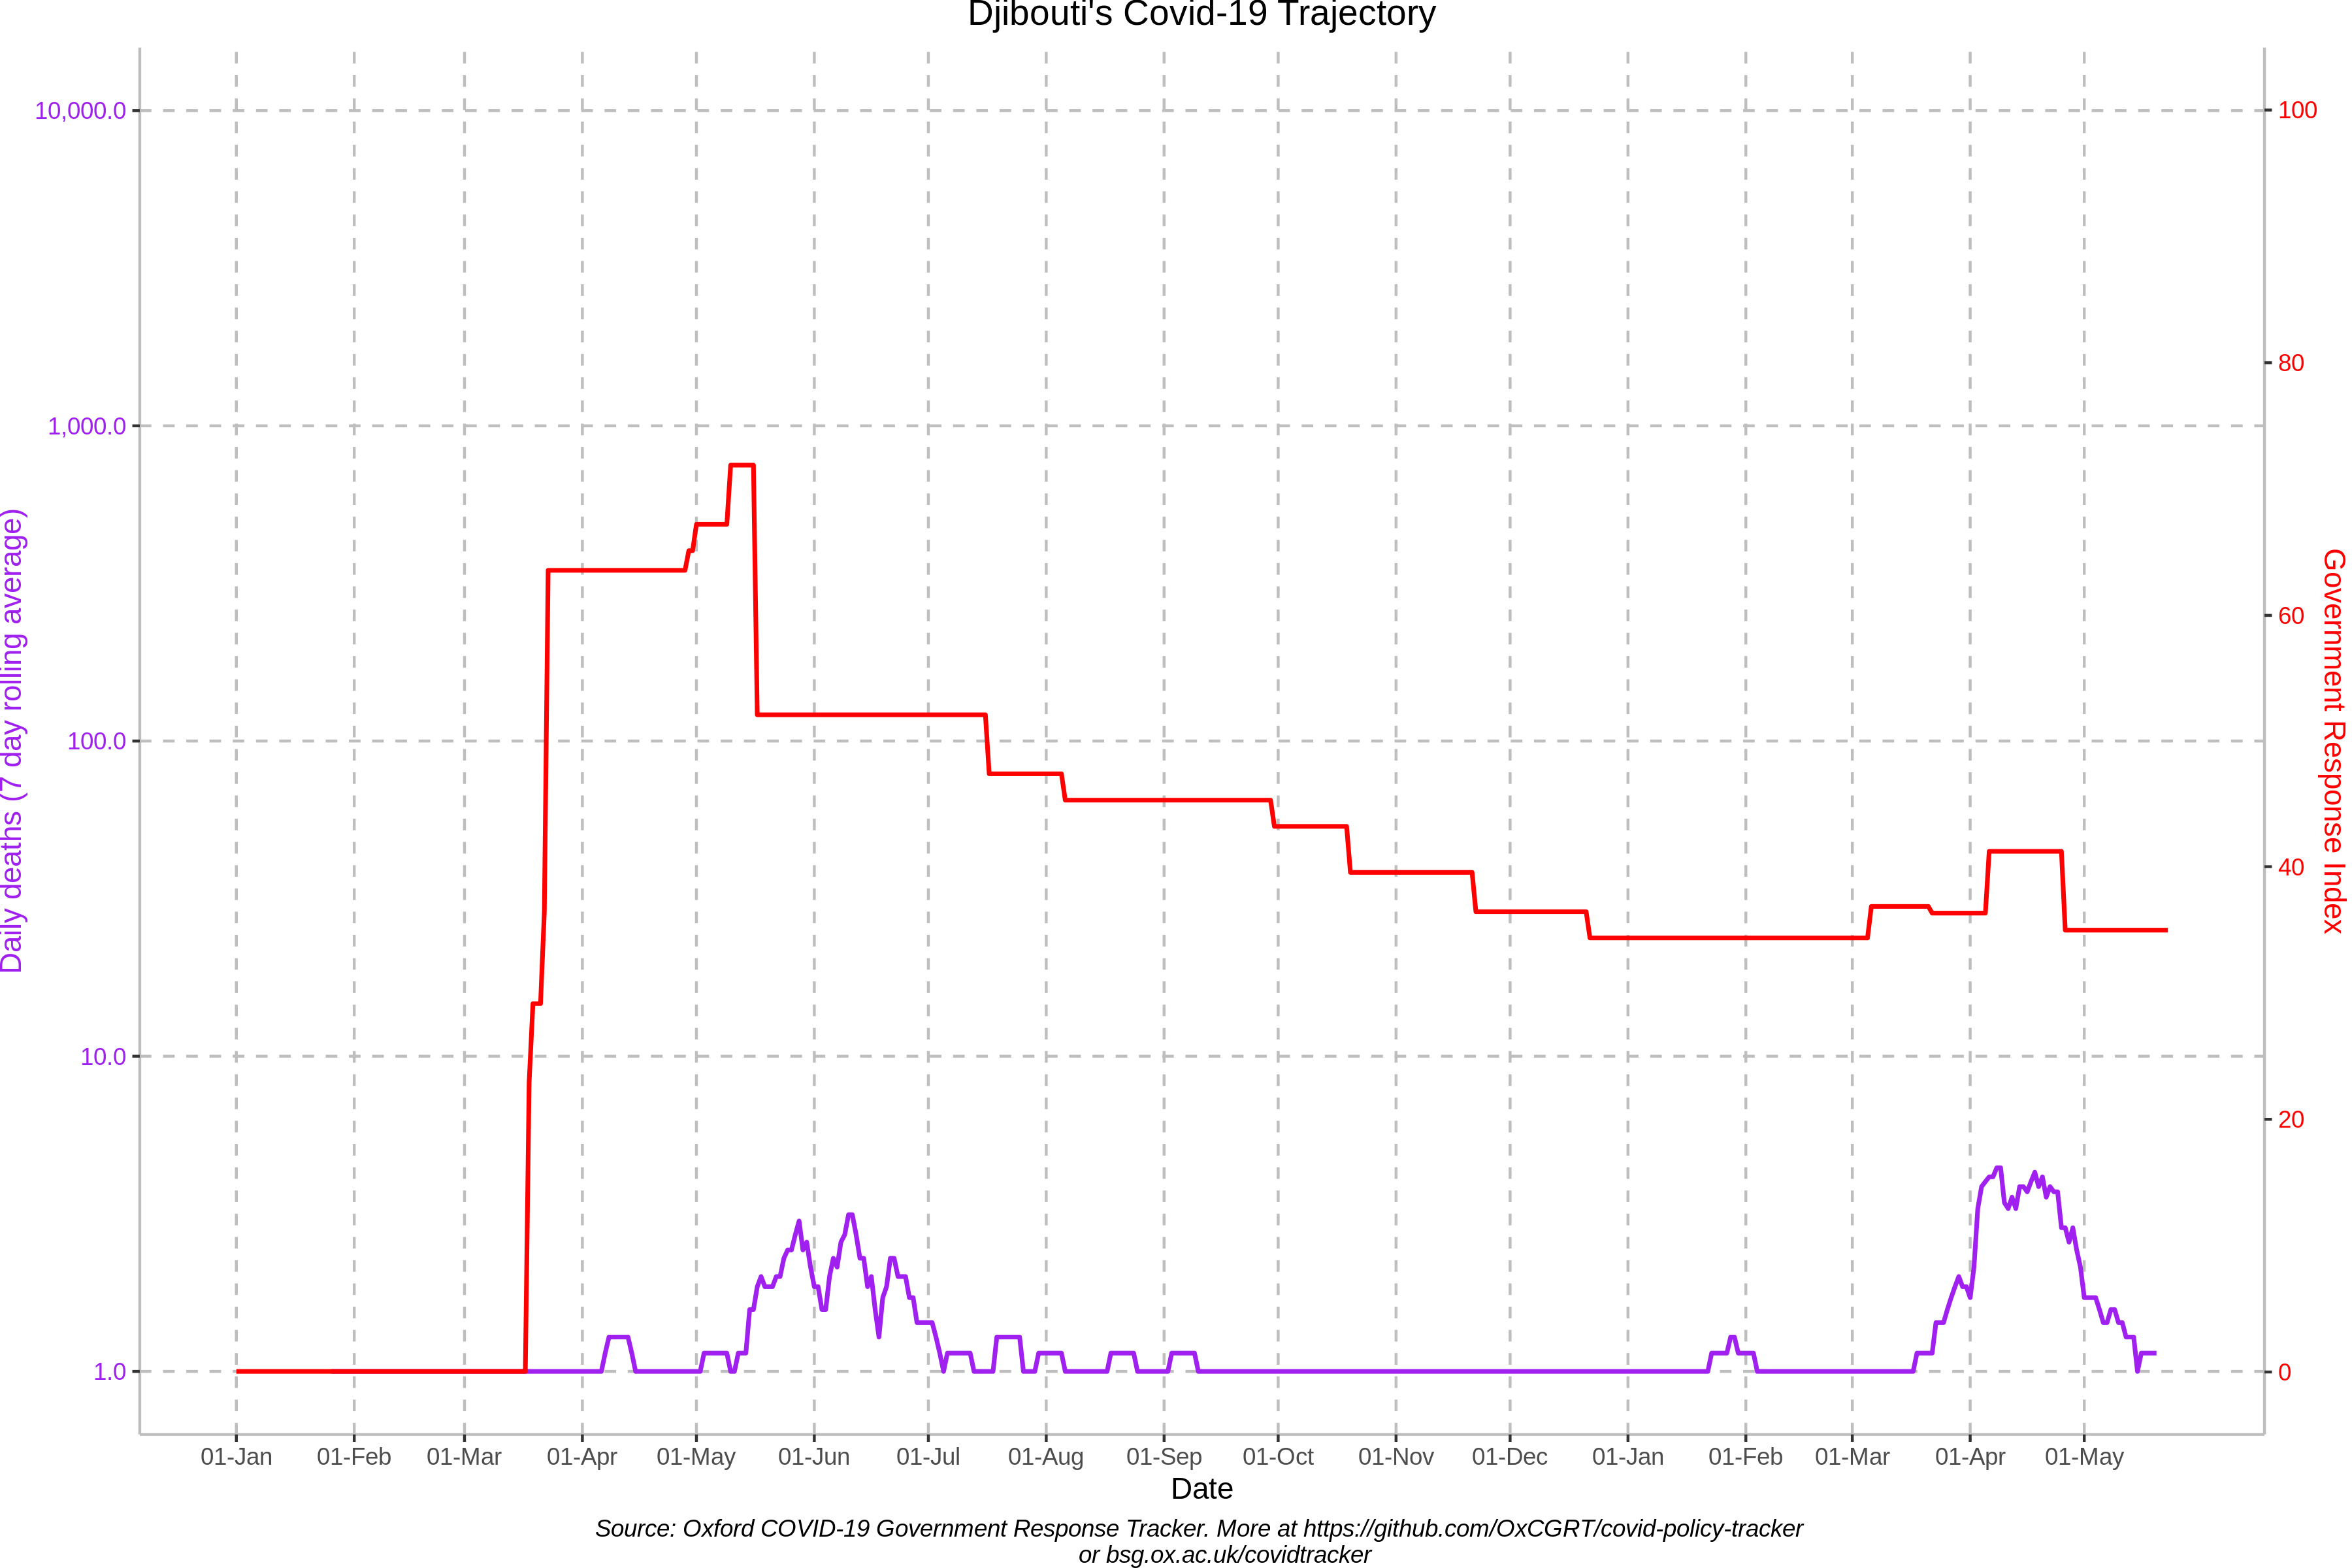 Djibouti's Covid-19 Trajectory
10,000.0
1,000.0
100.0
10.0
1.0
Daily deaths (7 day rolling average)
100
80
60
40
20
0
Government Response Index
01-Jan 01-Feb 01-Mar 01-Apr 01-May 01-Jun 01-Jul 01-Aug 01-Sep 01-Oct 01-Nov 01-Dec 01-Jan 01-Feb 01-Mar 01-Apr 01-May
Date
Source: Oxford COVID-19 Government Response Tracker. More at https://github.com/OxCGRT/covid-policy-tracker
or bsg.ox.ac.uk/covidtracker